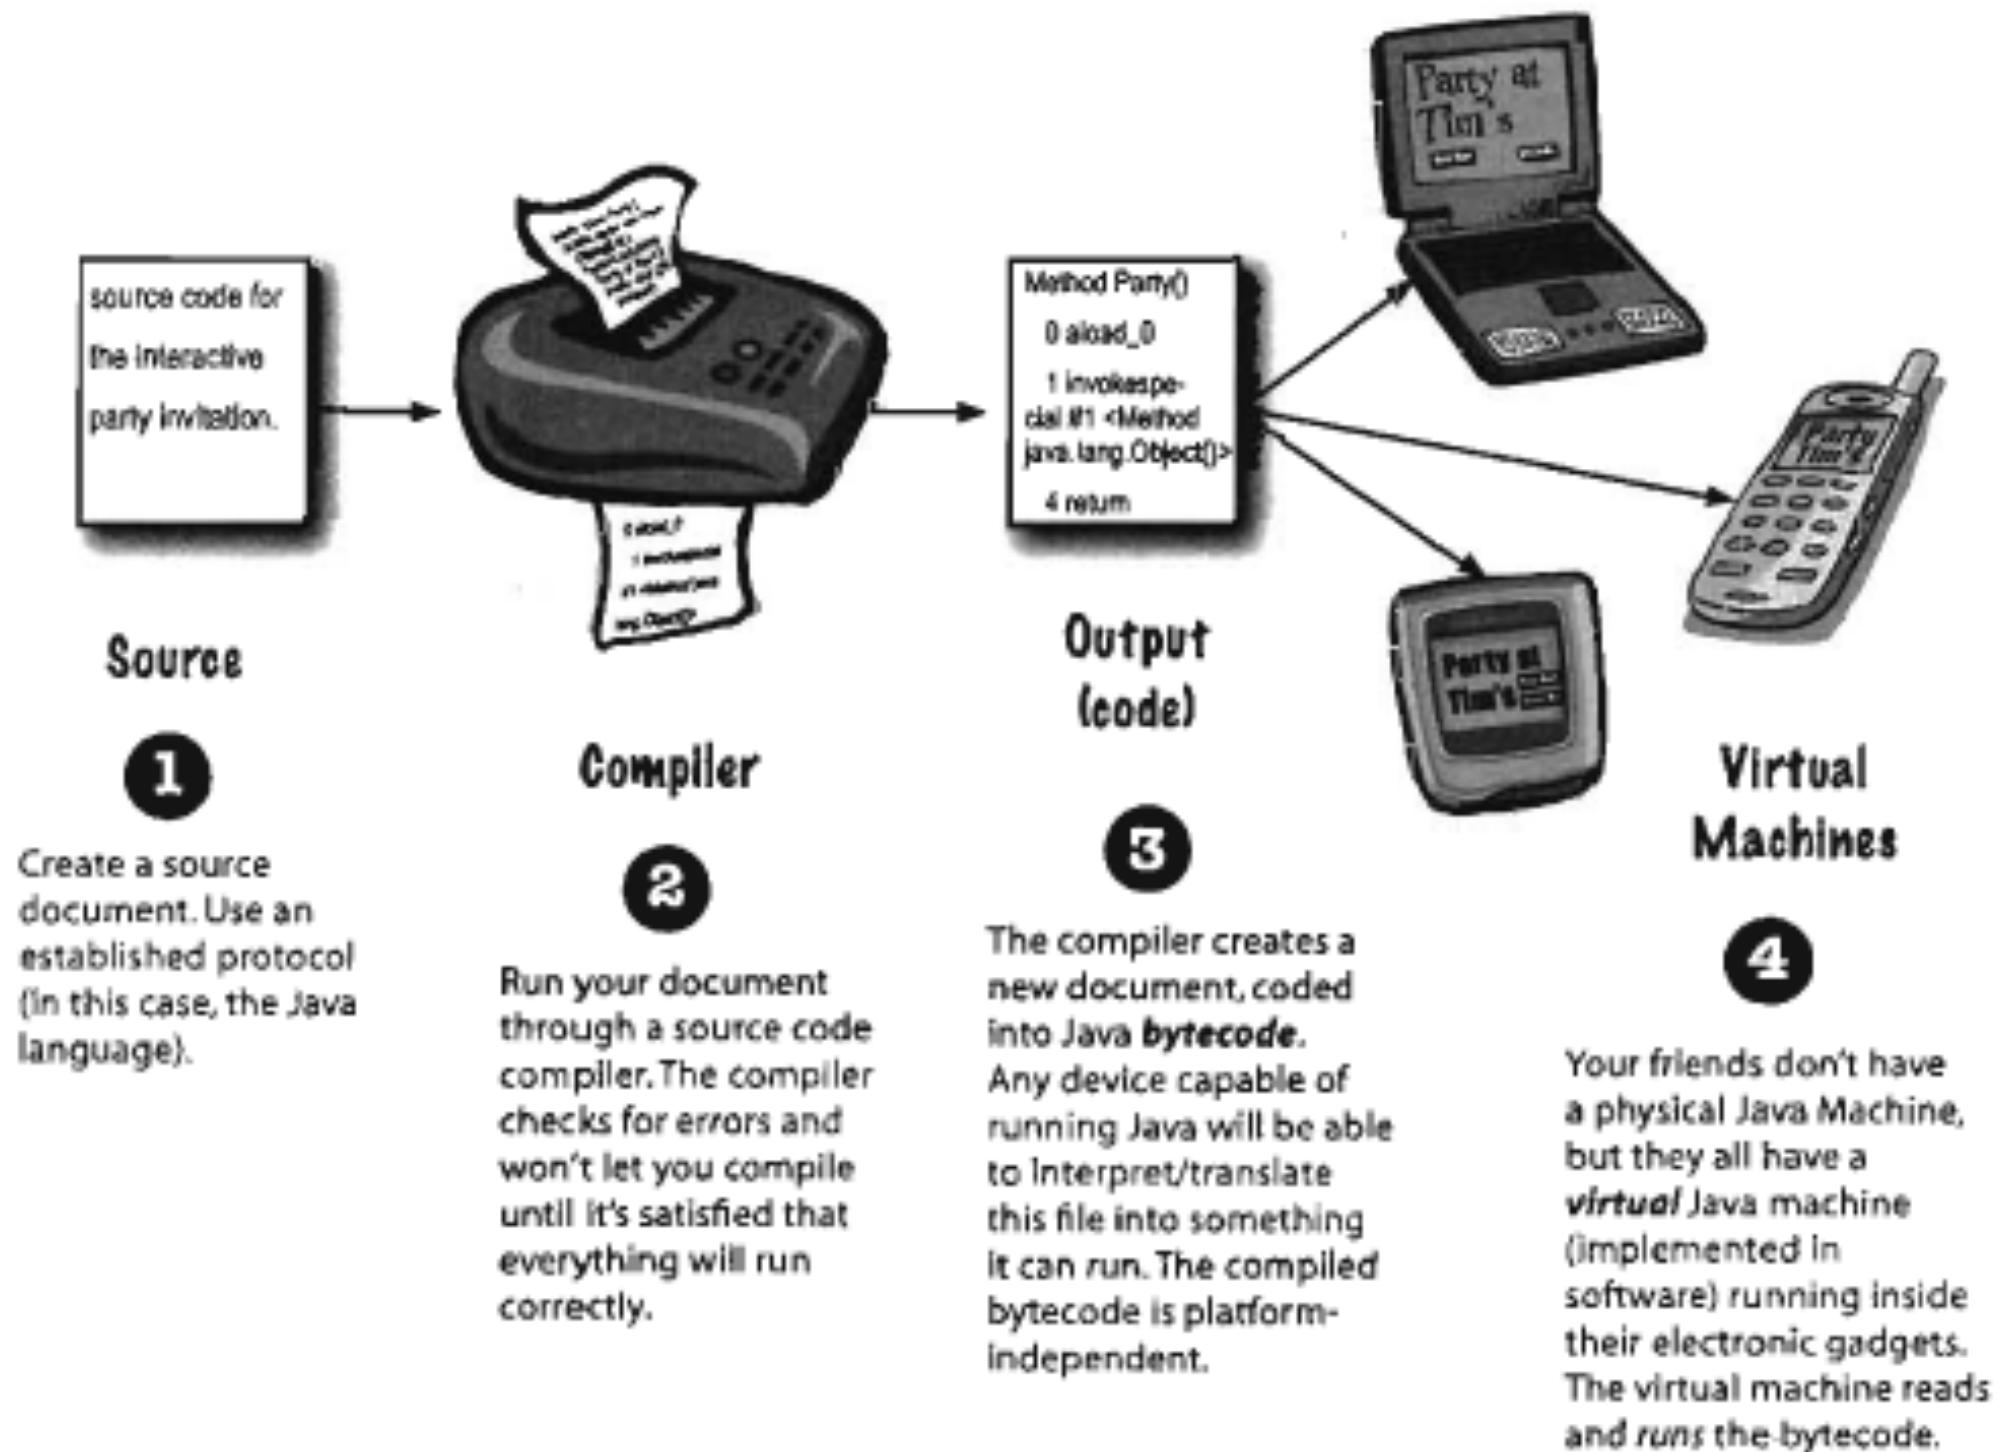 source code for
the interactive
party invitation.
Source
1
Create a source
document. Use an
established protocol
(in this case, the Java
language).
Compiler
2
Run your document
through a source code
compiler. The compiler
checks for errors and
won't let you compile
until it's satisfied that
everything will run
correctly.
Method Party()
0 aload_0
1 invokespe-
cial #1 <Method
java.lang.Object()>
4 return
Output
(code)
3
The compiler creates a
new document, coded
into Java bytecode.
Any device capable of
running Java will be able
to interpret/translate
this file into something
it can run. The compiled
bytecode is platform-
independent.
Party at
Tim's
Party
Tim's
Party at
Tim's
Virtual
Machines
4
Your friends don't have
a physical Java Machine,
but they all have a
virtual Java machine
(implemented in
software) running inside
their electronic gadgets.
The virtual machine reads
and runs the bytecode.